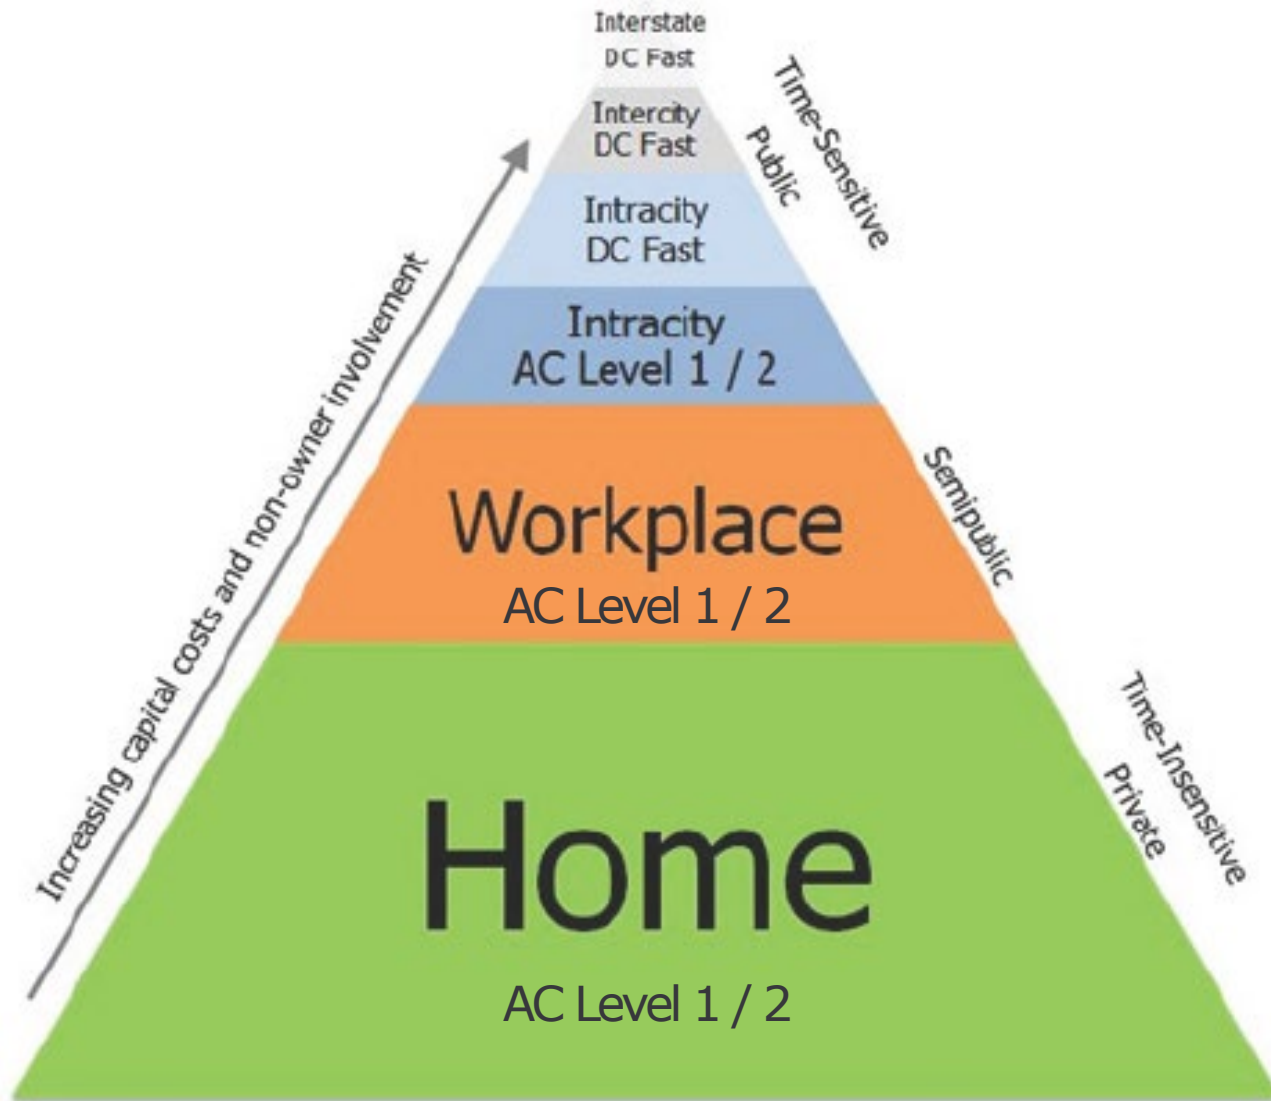 Interstate
DC Fast
Intercity
DC Fast
Intracity
DC Fast
Intracity
AC Level 1 / 2
Workplace
AC Level 1 / 2
Home
AC Level 1 / 2
Increasing capital costs and non-owner involvement
Time-Sensitive
Public
Semipublic
Time-Insensitive
Private